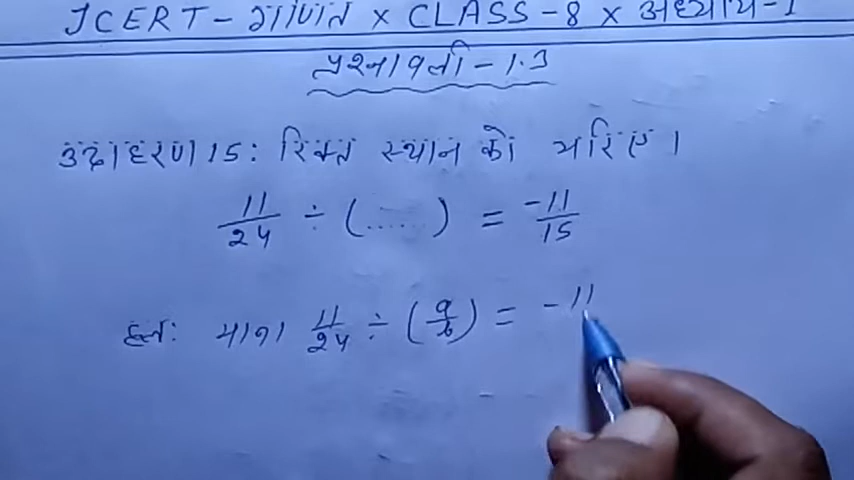 JCERT - गणित x CLASS-8 x अध्याय-1
प्रश्नावली - 1.3
उदाहरण 15: रिक्त स्थान को भरिए।
11/24 ÷ (.....) = -11/15
हल: माना 11/24 ÷ (a/b) = -11